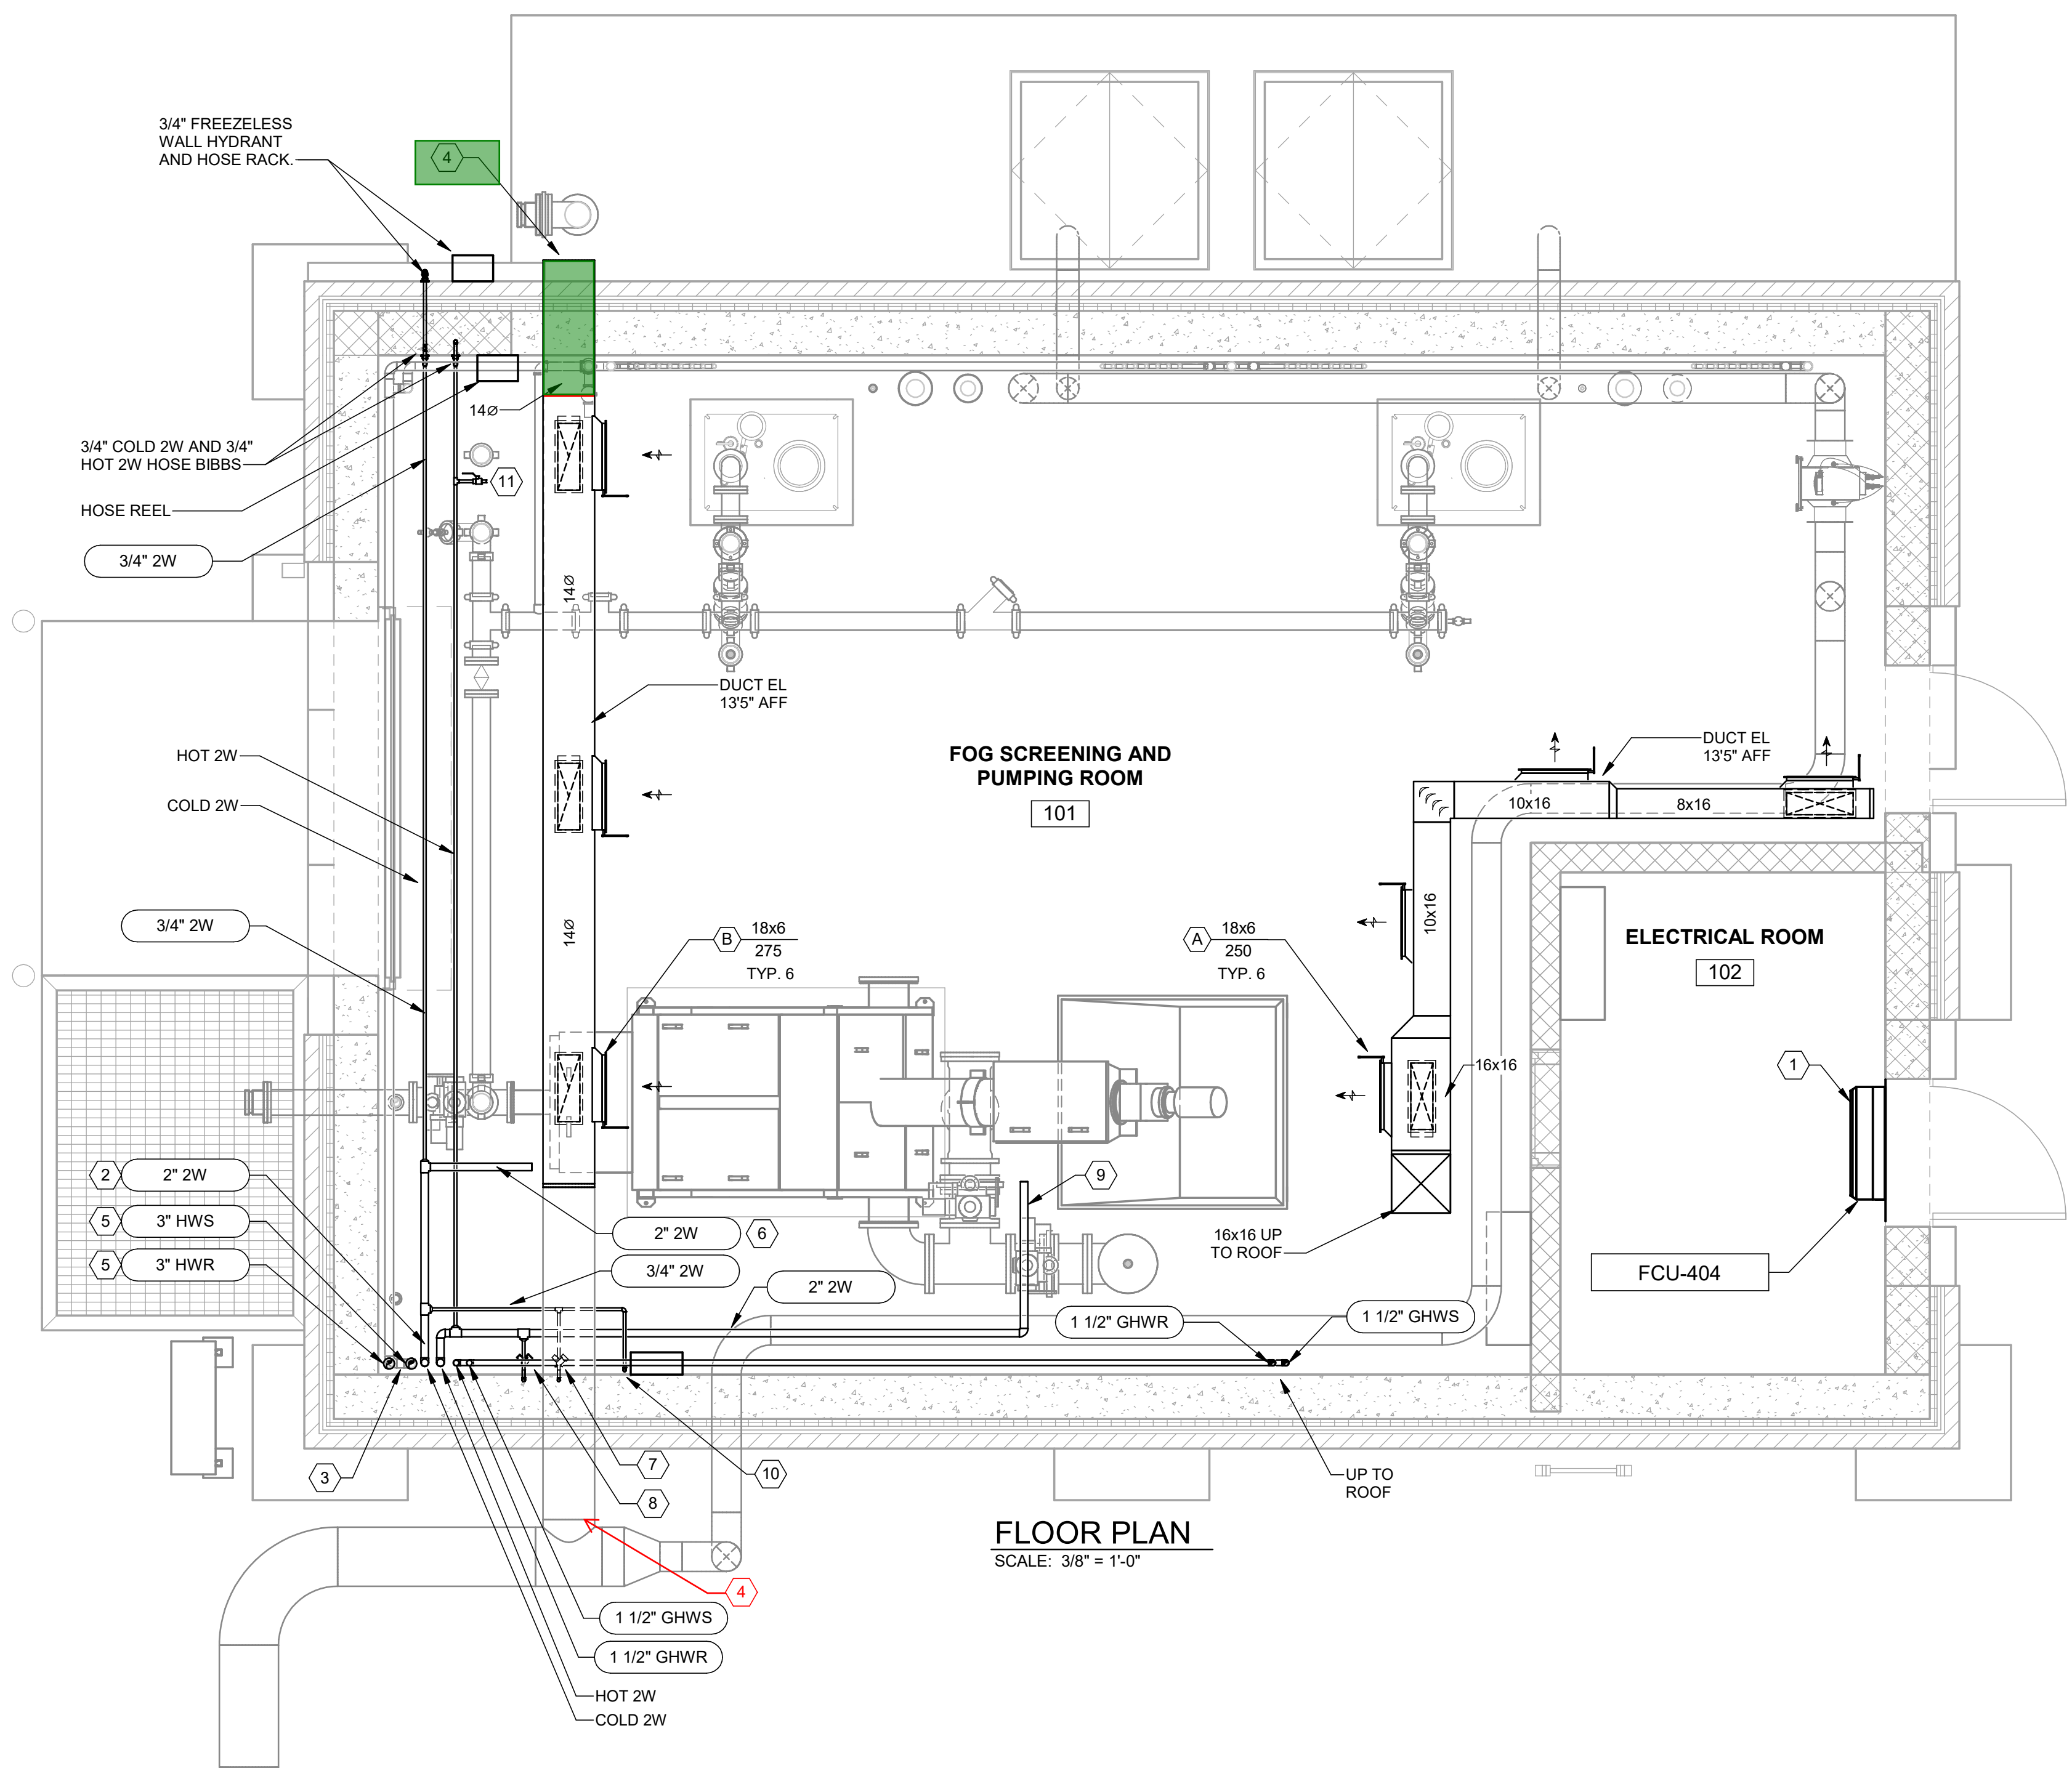 3/4" FREEZELESS
WALL HYDRANT
AND HOSE RACK.
4
14Ø
3/4" COLD 2W AND 3/4"
HOT 2W HOSE BIBBS
11
HOSE REEL
3/4" 2W
14Ø
DUCT EL
13'5" AFF
HOT 2W
COLD 2W
FOG SCREENING AND
PUMPING ROOM
101
DUCT EL
13'5" AFF
10x16
8x16
3/4" 2W
14Ø
B
18x6
275
TYP. 6
A
18x6
250
TYP. 6
10x16
ELECTRICAL ROOM
102
16x16
1
2
2" 2W
9
5
3" HWS
2" 2W
6
16x16 UP
TO ROOF
5
3" HWR
3/4" 2W
FCU-404
2" 2W
1 1/2" GHWR
1 1/2" GHWS
3
7
10
8
UP TO
ROOF
FLOOR PLAN
SCALE: 3/8" = 1'-0"
4
1 1/2" GHWS
1 1/2" GHWR
HOT 2W
COLD 2W